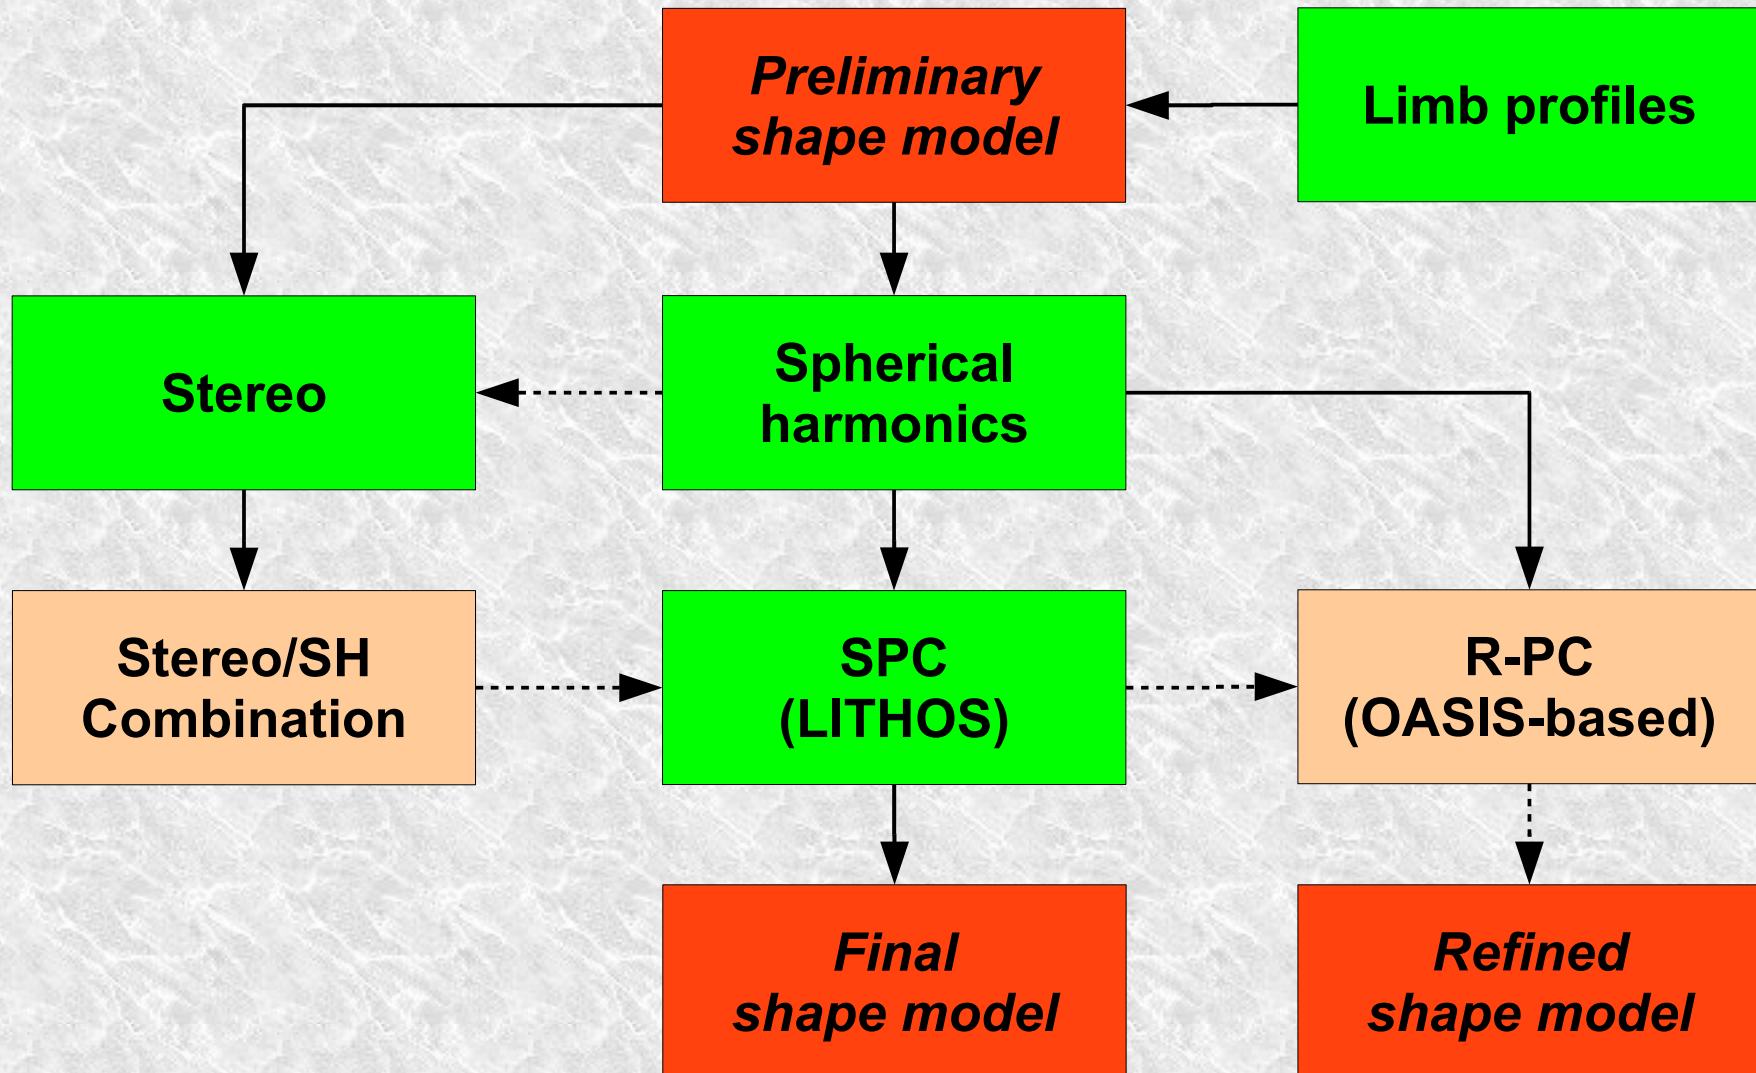 Preliminary
shape model
Limb profiles
Stereo
Spherical
harmonics
Stereo/SH
Combination
SPC
(LITHOS)
R-PC
(OASIS-based)
Final
shape model
Refined
shape model